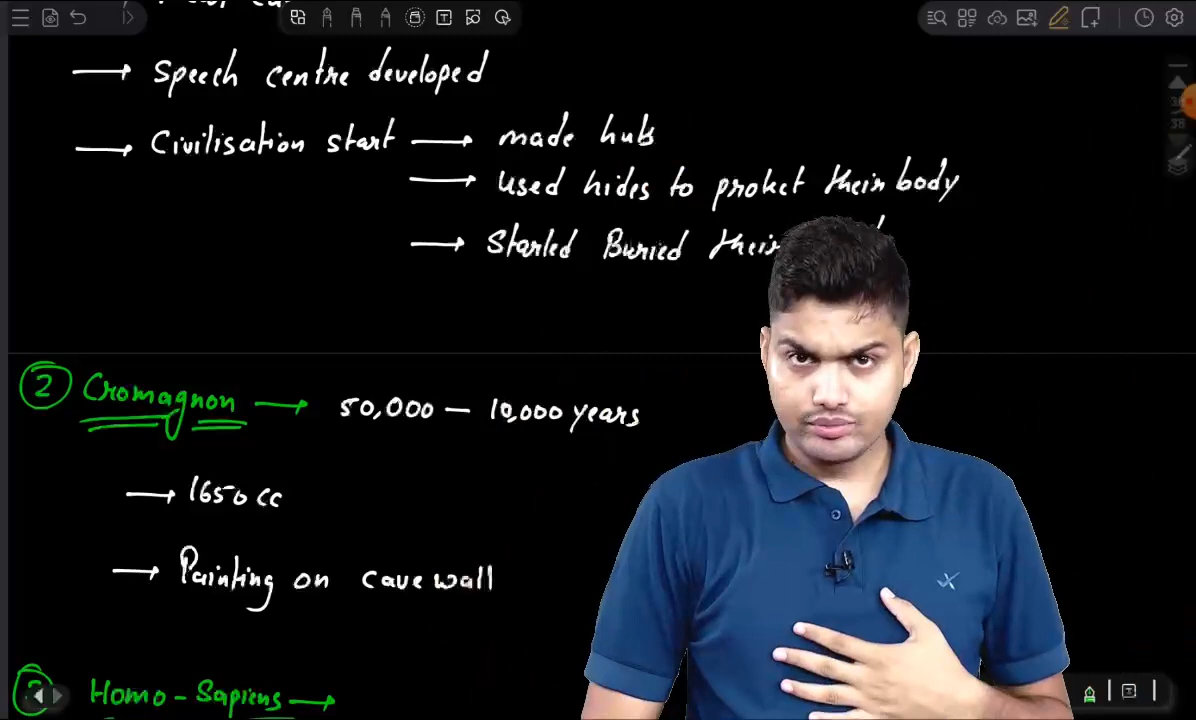 → Speech centre developed
→ Civilisation start → made huts
→ used hides to protect their body
→ Started Buried their
② Cromagnon → 50,000 – 10,000 years
→ 1650 cc
→ Painting on cave wall
Homo - Sapiens →